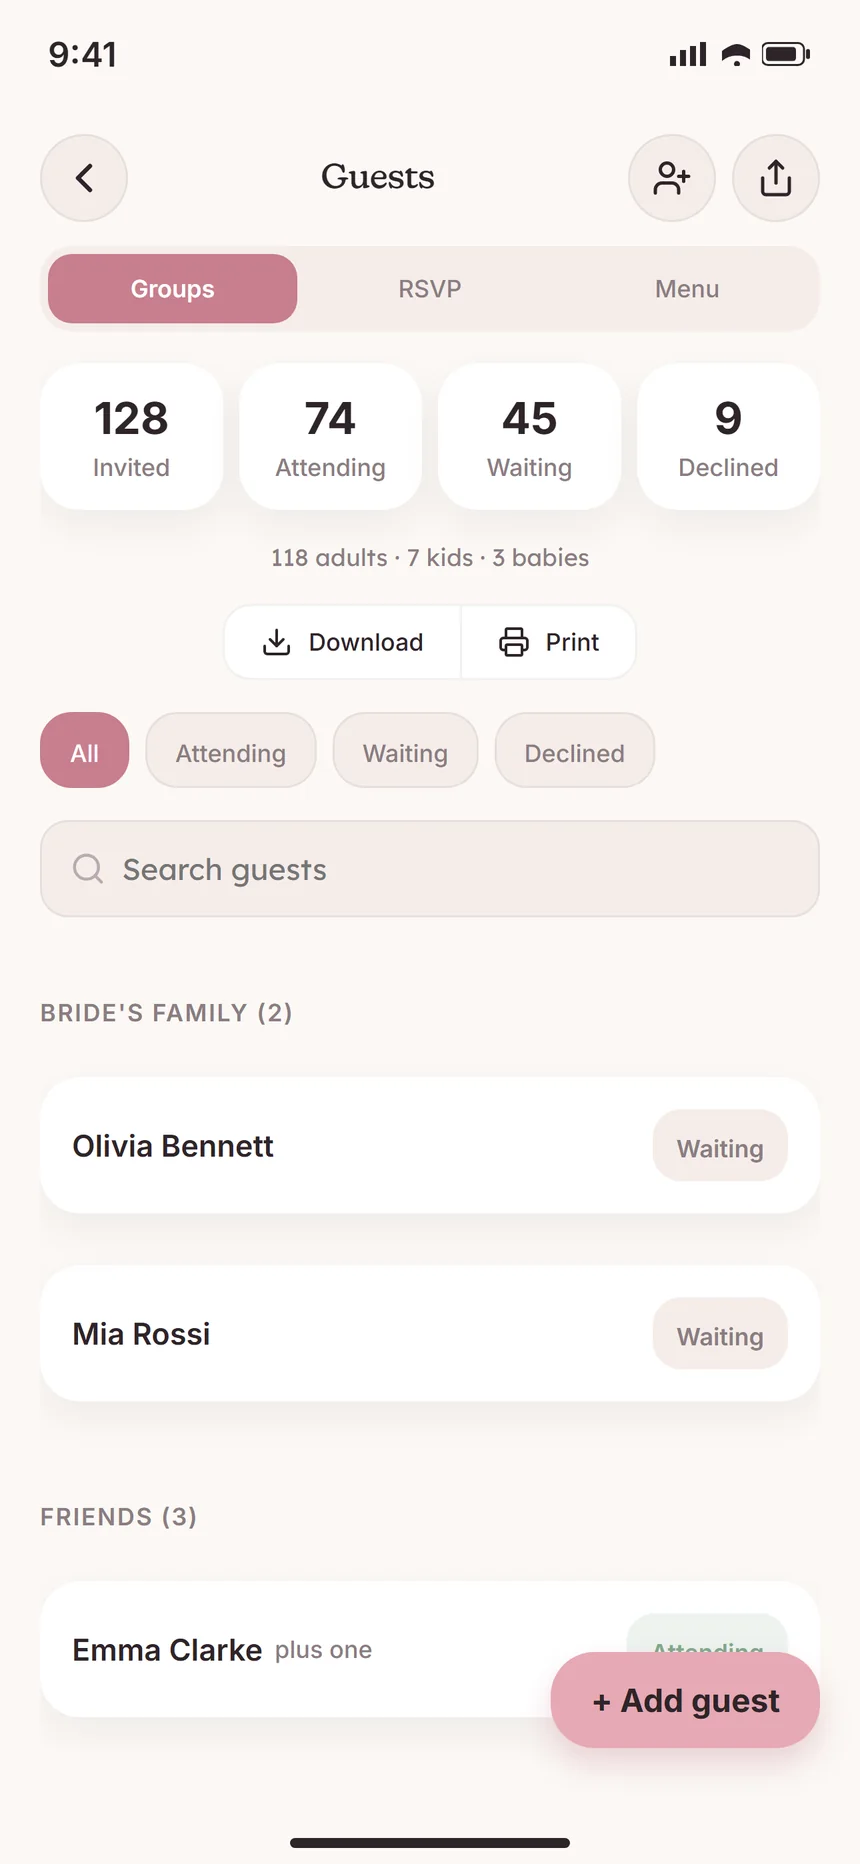 9:41
Guests
Groups RSVP Menu
128 74 45 9
Invited Attending Waiting Declined
118 adults · 7 kids · 3 babies
Download Print
All Attending Waiting Declined
Search guests
BRIDE'S FAMILY (2)
Olivia Bennett Waiting
Mia Rossi Waiting
FRIENDS (3)
Emma Clarke plus one Attending
+ Add guest